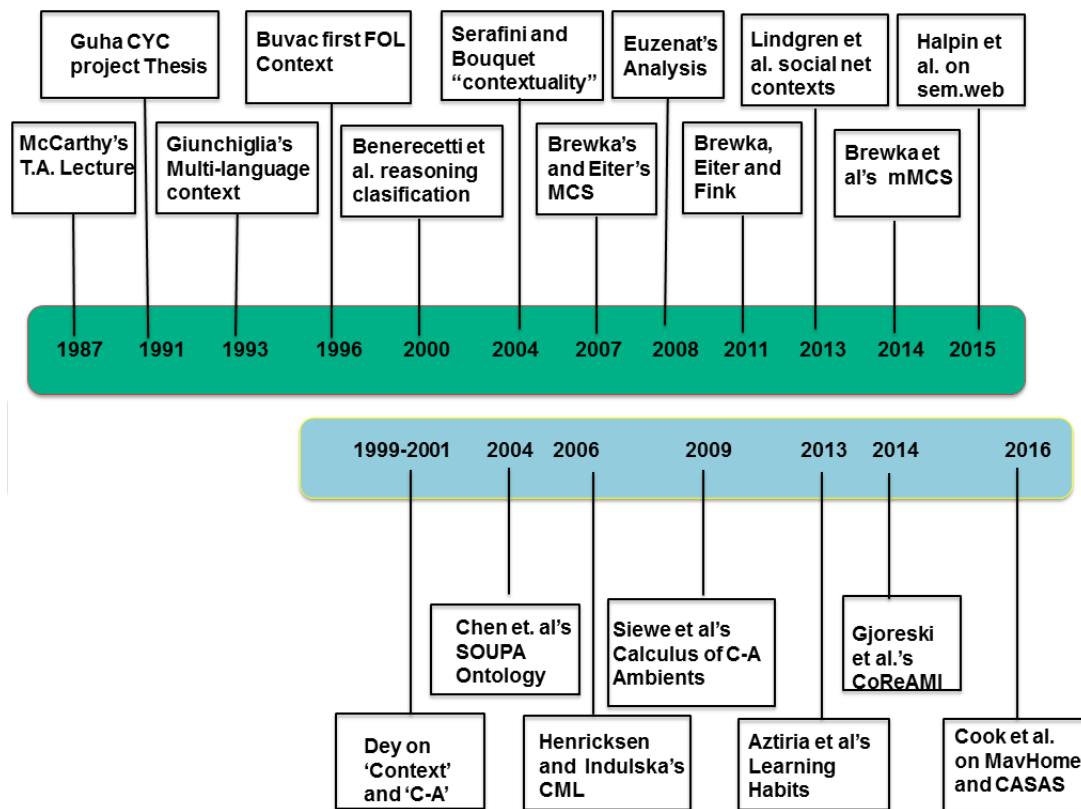 Guha CYC
project Thesis
Buvac first FOL
Context
Serafini and
Bouquet
“contextuality”
Euzenat’s
Analysis
Lindgren et
al. social net
contexts
Halpin et
al. on
sem.web
McCarthy’s
T.A. Lecture
Giunchiglia’s
Multi-language
context
Benerecetti et
al. reasoning
clasification
Brewka’s
and Eiter’s
MCS
Brewka,
Eiter and
Fink
Brewka et
al’s mMCS
1987 1991 1993 1996 2000 2004 2007 2008 2011 2013 2014 2015
1999-2001 2004 2006 2009 2013 2014 2016
Chen et. al’s
SOUPA
Ontology
Siewe et al’s
Calculus of C-A
Ambients
Gjoreski
et al.’s
CoReAMI
Dey on
‘Context’
and ‘C-A’
Henricksen
and Indulska’s
CML
Aztiria et al’s
Learning
Habits
Cook et al.
on MavHome
and CASAS